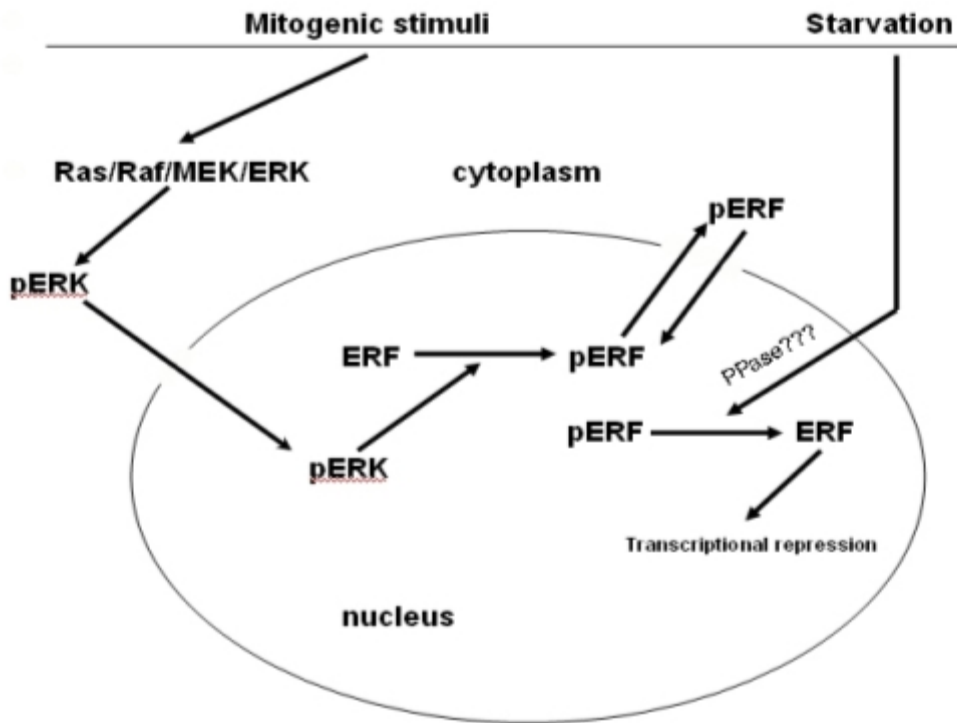 Mitogenic stimuli
Starvation
Ras/Raf/MEK/ERK
cytoplasm
pERF
pERK
ERF
pERF
PPase???
pERF
ERF
pERK
Transcriptional repression
nucleus